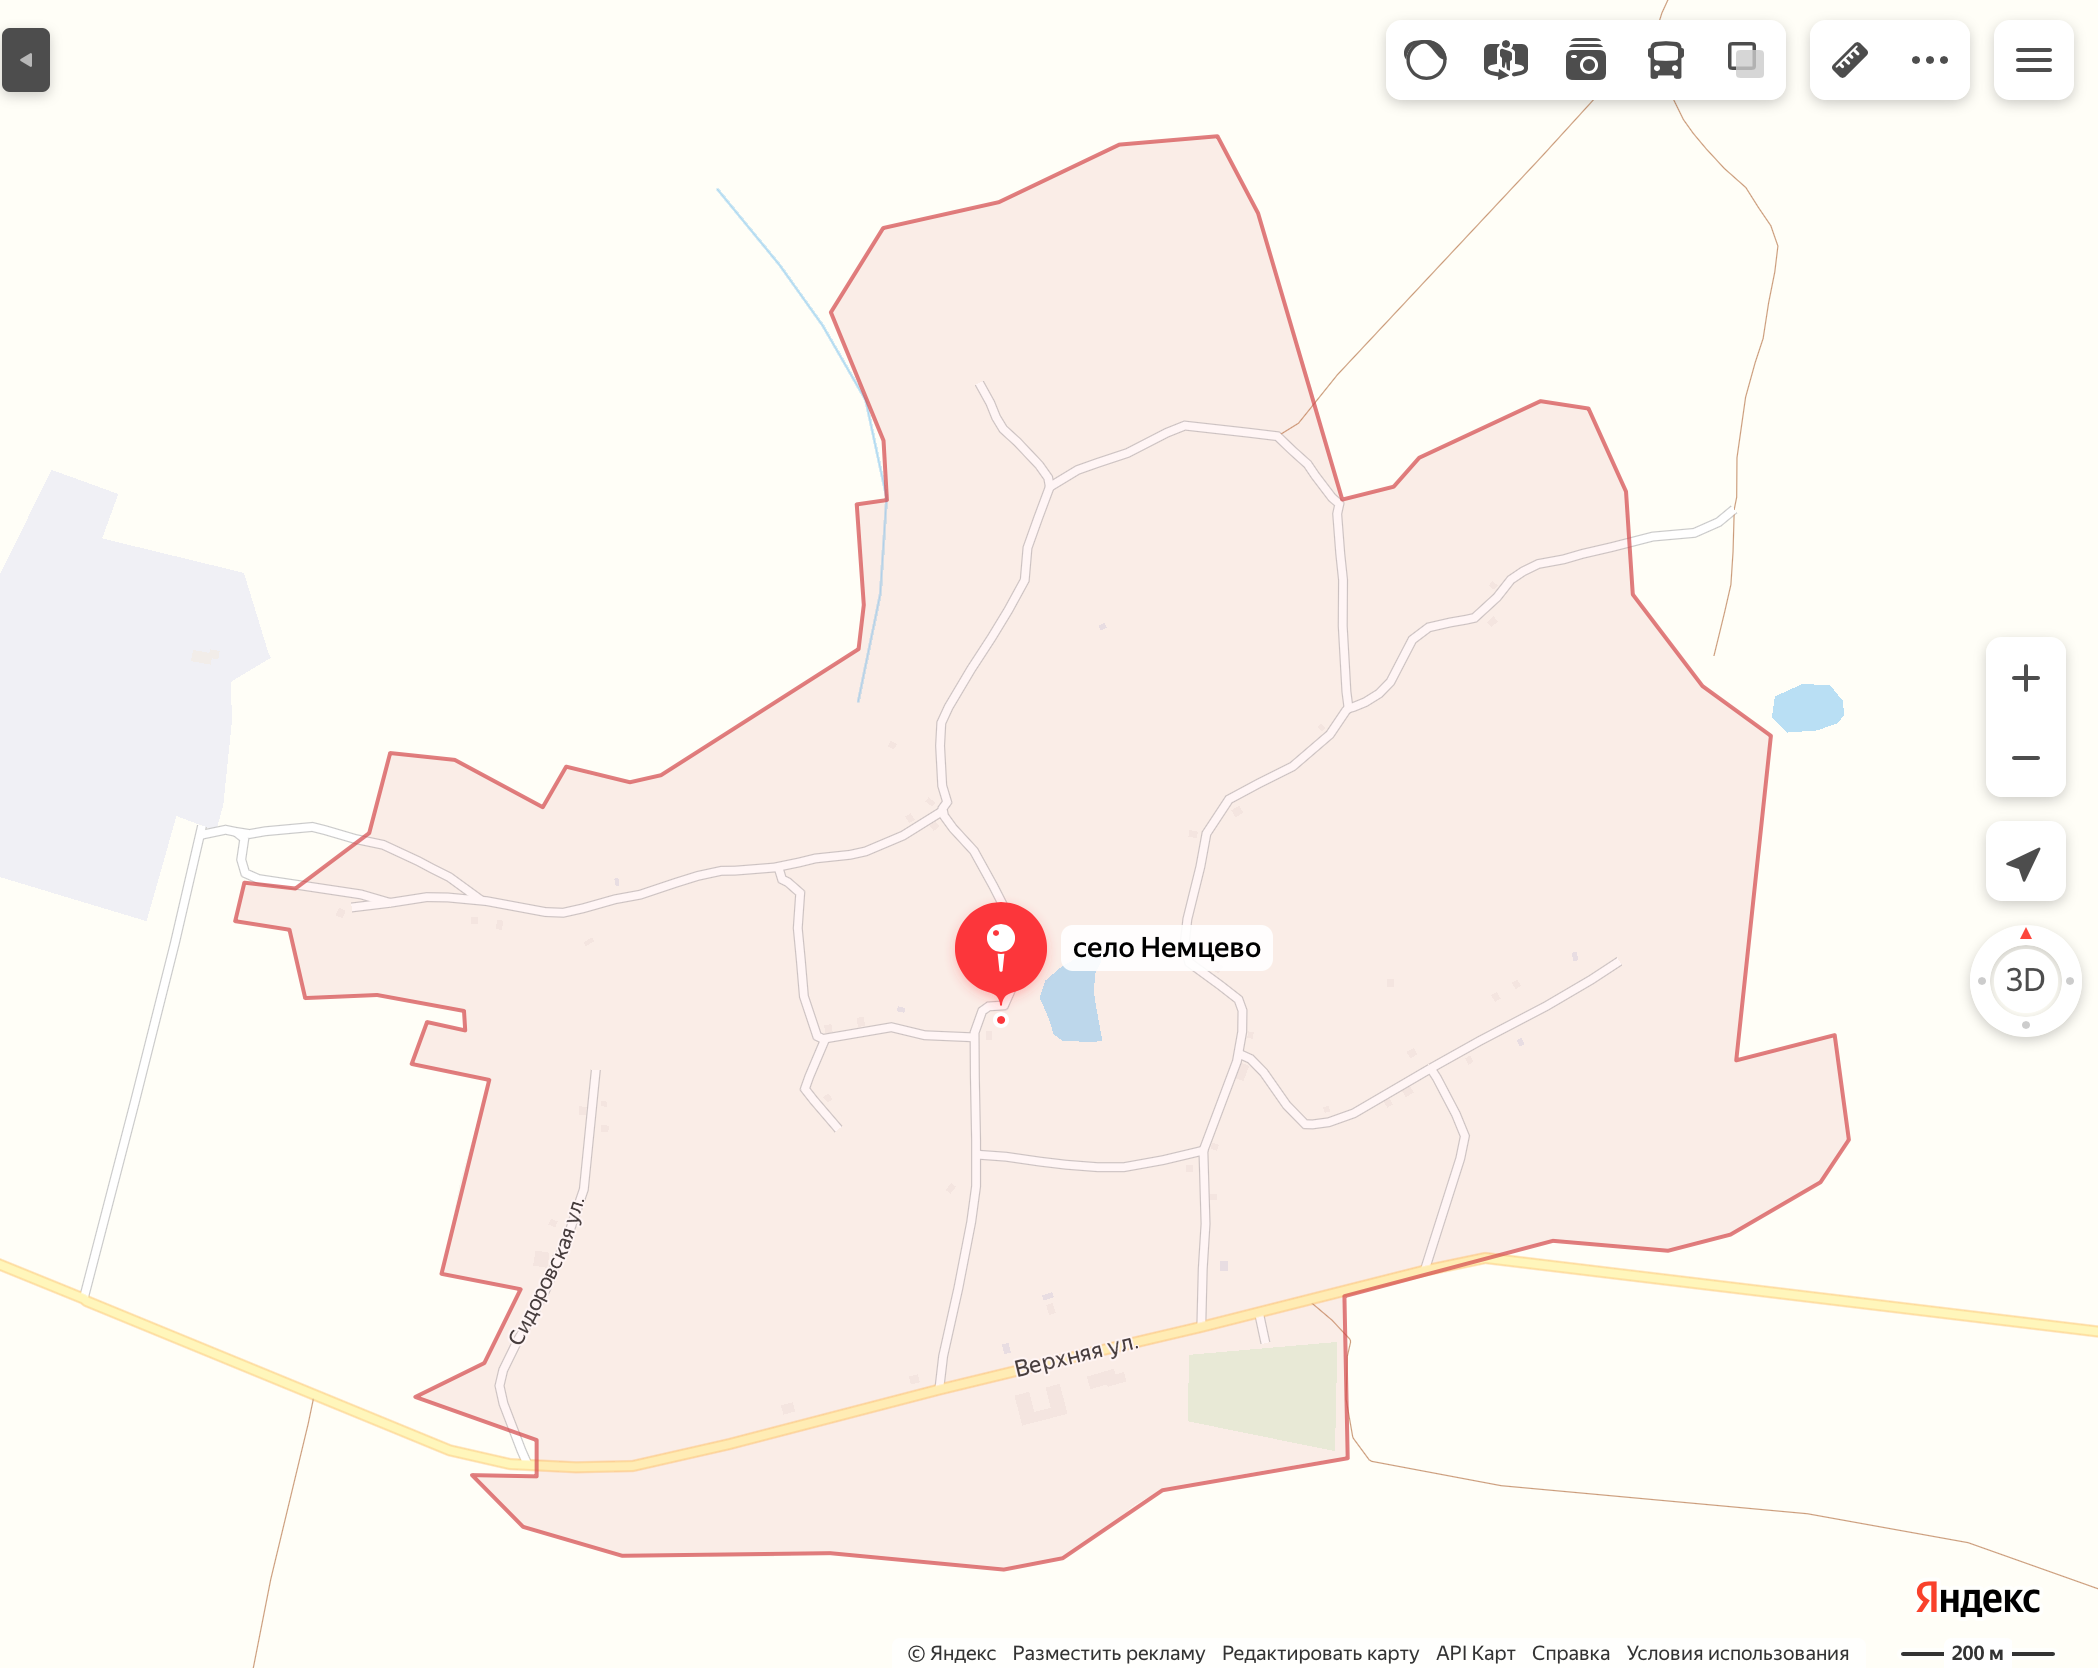 село Немцево
3D
Сидоровская ул.
Верхняя ул.
Яндекс
© Яндекс Разместить рекламу Редактировать карту API Карт Справка Условия использования 200 м